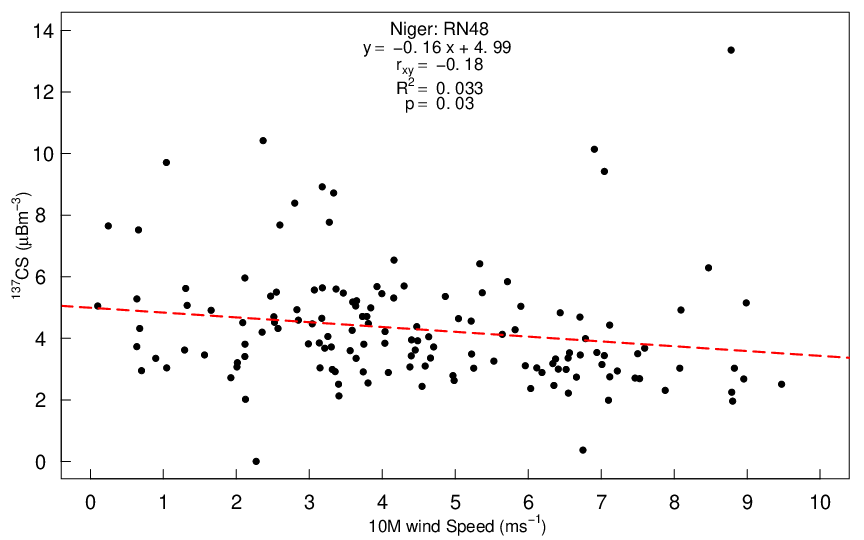 Niger: RN48
y = −0.16 x + 4.99
rxy = −0.18
R² = 0.033
p = 0.03
14
12
10
8
6
4
2
0
¹³⁷CS (μBm⁻³)
0 1 2 3 4 5 6 7 8 9 10
10M wind Speed (ms⁻¹)